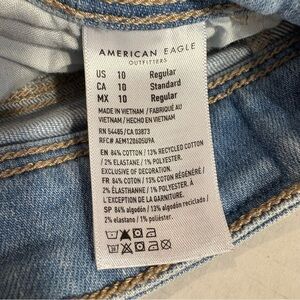 AMERICAN EAGLE
OUTFITTERS
US 10 Regular
CA 10 Standard
MX 10 Regular
MADE IN VIETNAM / FABRIQUÉ AU
VIETNAM / HECHO EN VIETNAM
RN 54485/CA 03873
RFC# AEM120605U9A
EN 84% COTTON / 13% RECYCLED COTTON
/ 2% ELASTANE / 1% POLYESTER.
EXCLUSIVE OF DECORATION.
FR 84% COTON / 13% COTON RÉGÉNÉRÉ /
2% ÉLASTHANNE / 1% POLYESTER. À
L'EXCEPTION DE LA GARNITURE.
SP 84% algodón / 13% algodón reciclado /
2% elastano/ 1% poliéster.